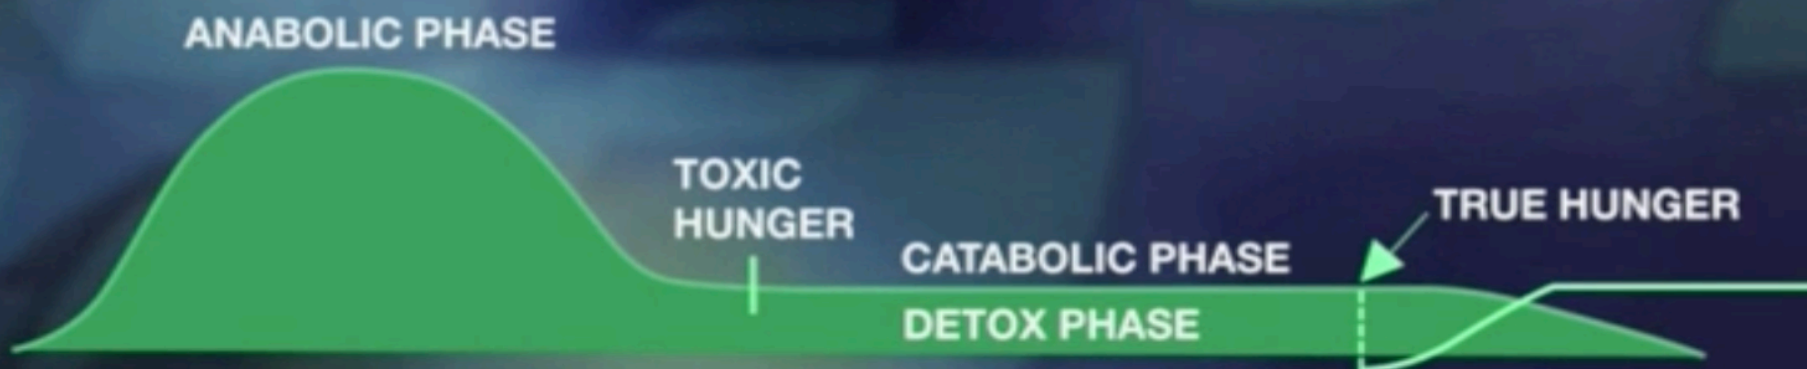 ANABOLIC PHASE
TOXIC
HUNGER
TRUE HUNGER
CATABOLIC PHASE
DETOX PHASE